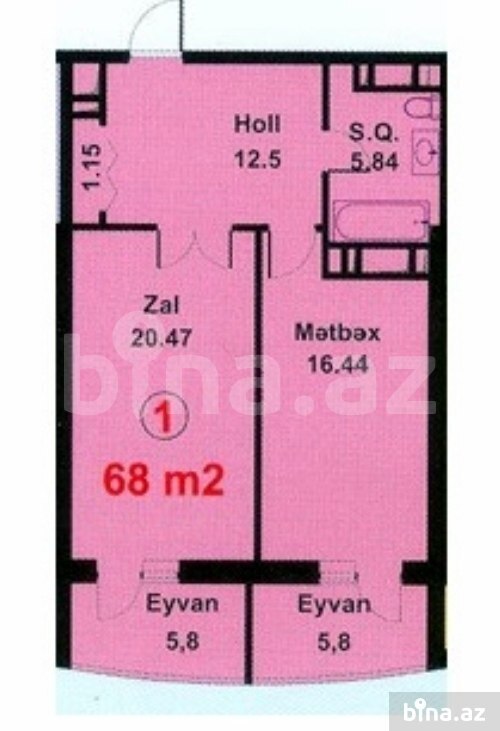 Holl
12.5
S.Q.
5.84
1.15
Zal
20.47
Mətbəx
16.44
bina.az
1
68 m2
Eyvan
5,8
Eyvan
5,8
bina.az